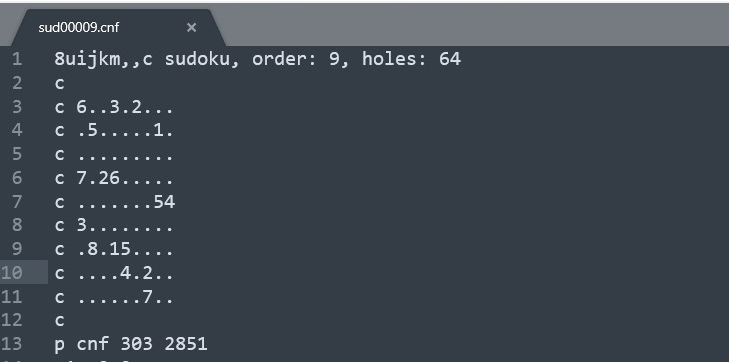 sud00009.cnf ×
1 8uijkm,,c sudoku, order: 9, holes: 64
2 c
3 c 6..3.2...
4 c .5.....1.
5 c .........
6 c 7.26.....
7 c .......54
8 c 3........
9 c .8.15....
10 c ....4.2..
11 c ......7..
12 c
13 p cnf 303 2851